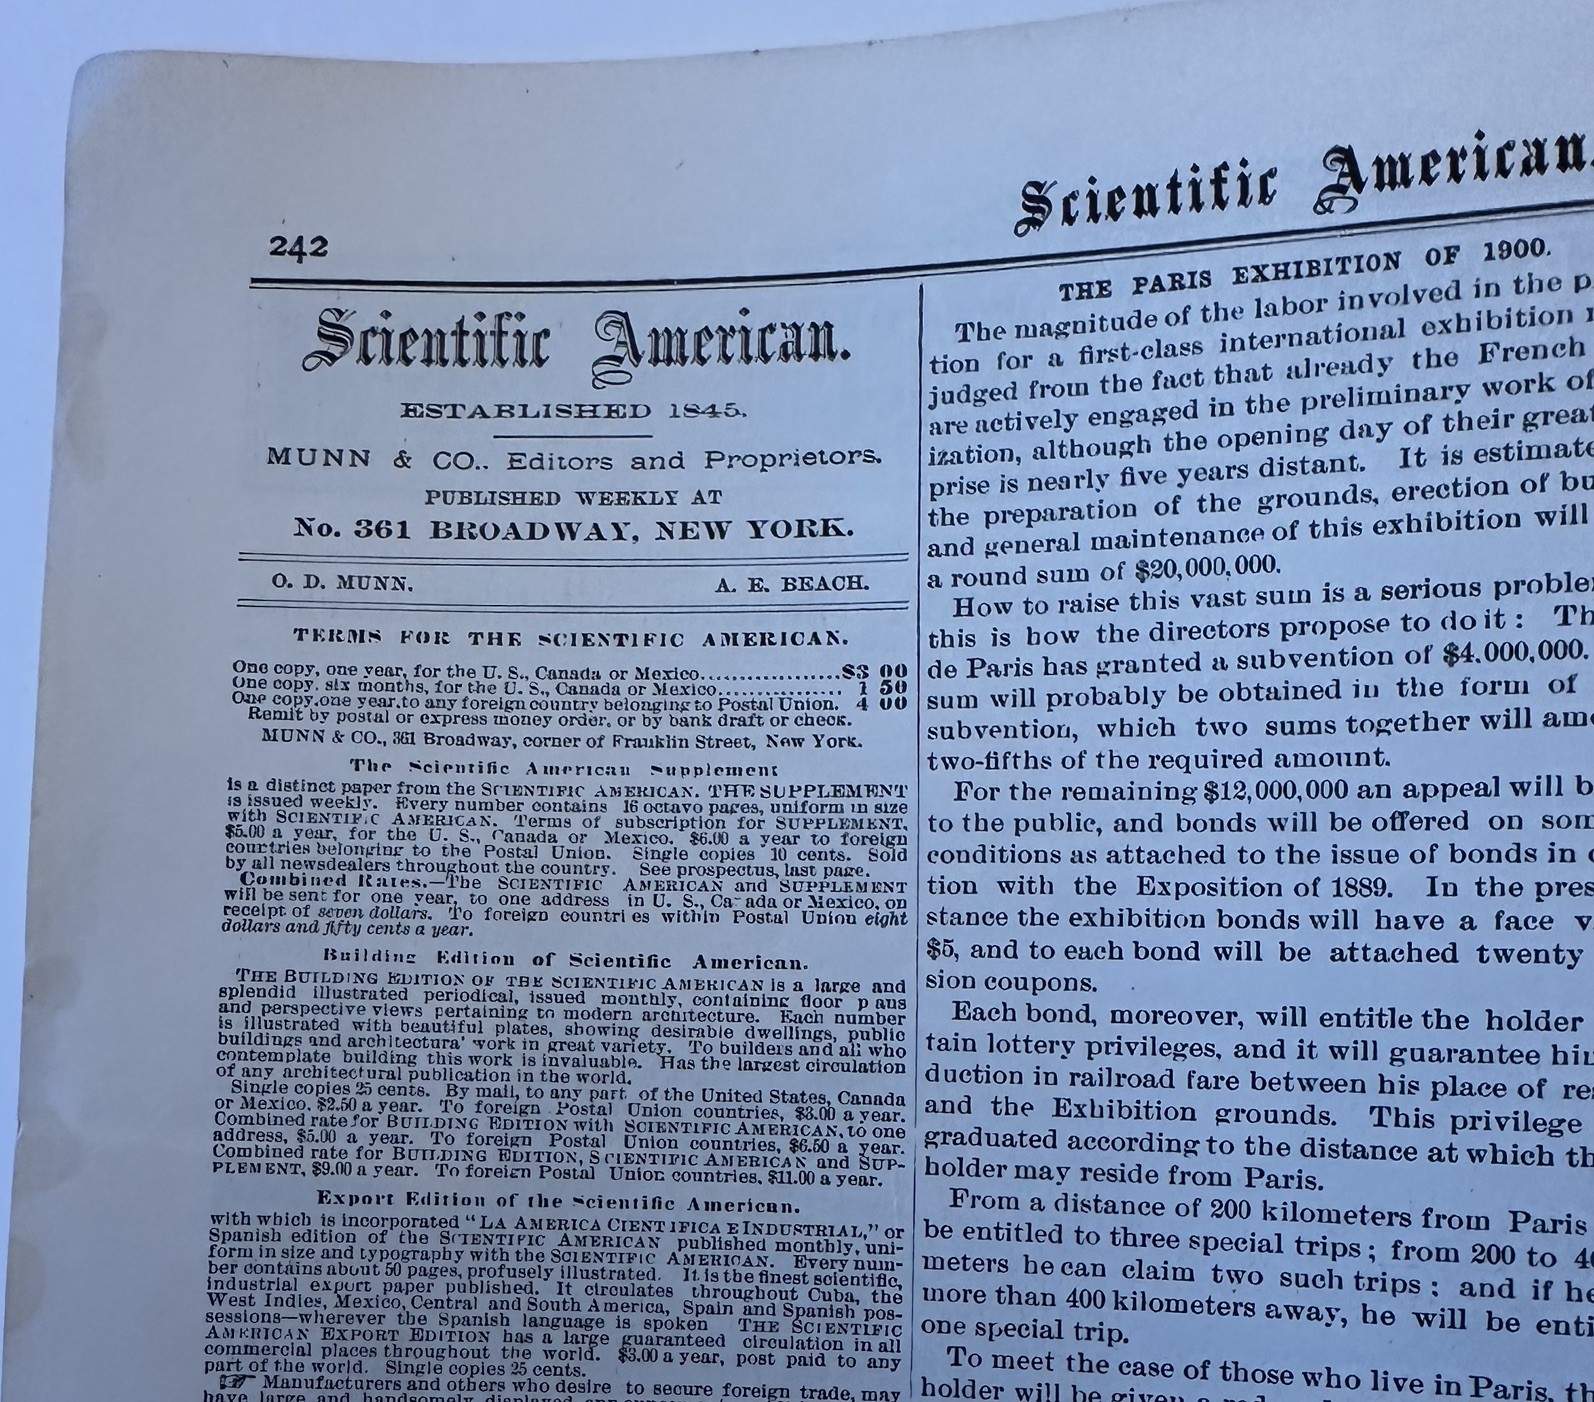 242
Scientific American.
Scientific American.
ESTABLISHED 1845.
MUNN & CO., Editors and Proprietors.
PUBLISHED WEEKLY AT
No. 361 BROADWAY, NEW YORK.
O. D. MUNN. A. E. BEACH.
TERMS FOR THE SCIENTIFIC AMERICAN.
One copy, one year, for the U. S., Canada or Mexico..................$3 00
One copy, six months, for the U. S., Canada or Mexico................ 1 50
One copy, one year, to any foreign country belonging to Postal Union. 4 00
Remit by postal or express money order, or by bank draft or check.
MUNN & CO., 361 Broadway, corner of Franklin Street, New York.
The Scientific American Supplement
is a distinct paper from the SCIENTIFIC AMERICAN. THE SUPPLEMENT
is issued weekly. Every number contains 16 octavo pages, uniform in size
with SCIENTIFIC AMERICAN. Terms of subscription for SUPPLEMENT,
$5.00 a year, for the U. S., Canada or Mexico. $6.00 a year to foreign
countries belonging to the Postal Union. Single copies 10 cents. Sold
by all newsdealers throughout the country. See prospectus, last page.
Combined Rates.—The SCIENTIFIC AMERICAN and SUPPLEMENT
will be sent for one year, to one address in U. S., Canada or Mexico, on
receipt of seven dollars. To foreign countries within Postal Union eight
dollars and fifty cents a year.
Building Edition of Scientific American.
THE BUILDING EDITION OF THE SCIENTIFIC AMERICAN is a large and
splendid illustrated periodical, issued monthly, containing floor p ans
and perspective views pertaining to modern architecture. Each number
is illustrated with beautiful plates, showing desirable dwellings, public
buildings and architectura' work in great variety. To builders and all who
contemplate building this work is invaluable. Has the largest circulation
of any architectural publication in the world.
Single copies 25 cents. By mail, to any part of the United States, Canada
or Mexico, $2.50 a year. To foreign Postal Union countries, $3.00 a year.
Combined rate for BUILDING EDITION with SCIENTIFIC AMERICAN, to one
address, $5.00 a year. To foreign Postal Union countries, $6.50 a year.
Combined rate for BUILDING EDITION, SCIENTIFIC AMERICAN and SUP-
PLEMENT, $9.00 a year. To foreign Postal Union countries, $11.00 a year.
Export Edition of the Scientific American.
with which is incorporated "LA AMERICA CIENTIFICA E INDUSTRIAL," or
Spanish edition of the SCIENTIFIC AMERICAN published monthly, uni-
form in size and typography with the SCIENTIFIC AMERICAN. Every num-
ber contains about 50 pages, profusely illustrated. It is the finest scientific,
industrial export paper published. It circulates throughout Cuba, the
West Indies, Mexico, Central and South America, Spain and Spanish pos-
sessions—wherever the Spanish language is spoken THE SCIENTIFIC
AMERICAN EXPORT EDITION has a large guaranteed circulation in all
commercial places throughout the world. $3.00 a year, post paid to any
part of the world. Single copies 25 cents.
☞ Manufacturers and others who desire to secure foreign trade, may
have large and handsomely displayed
THE PARIS EXHIBITION OF 1900.
The magnitude of the labor involved in the p
tion for a first-class international exhibition
judged from the fact that already the French
are actively engaged in the preliminary work of
ization, although the opening day of their great
prise is nearly five years distant. It is estimate
the preparation of the grounds, erection of bu
and general maintenance of this exhibition will
a round sum of $20,000,000.
How to raise this vast sum is a serious proble
this is how the directors propose to do it: Th
de Paris has granted a subvention of $4,000,000.
sum will probably be obtained in the form of
subvention, which two sums together will am
two-fifths of the required amount.
For the remaining $12,000,000 an appeal will b
to the public, and bonds will be offered on som
conditions as attached to the issue of bonds in
tion with the Exposition of 1889. In the pres
stance the exhibition bonds will have a face v
$5, and to each bond will be attached twenty
sion coupons.
Each bond, moreover, will entitle the holder
tain lottery privileges, and it will guarantee him
duction in railroad fare between his place of re
and the Exhibition grounds. This privilege
graduated according to the distance at which th
holder may reside from Paris.
From a distance of 200 kilometers from Paris
be entitled to three special trips; from 200 to 40
meters he can claim two such trips; and if he
more than 400 kilometers away, he will be enti
one special trip.
To meet the case of those who live in Paris, th
holder will be given a